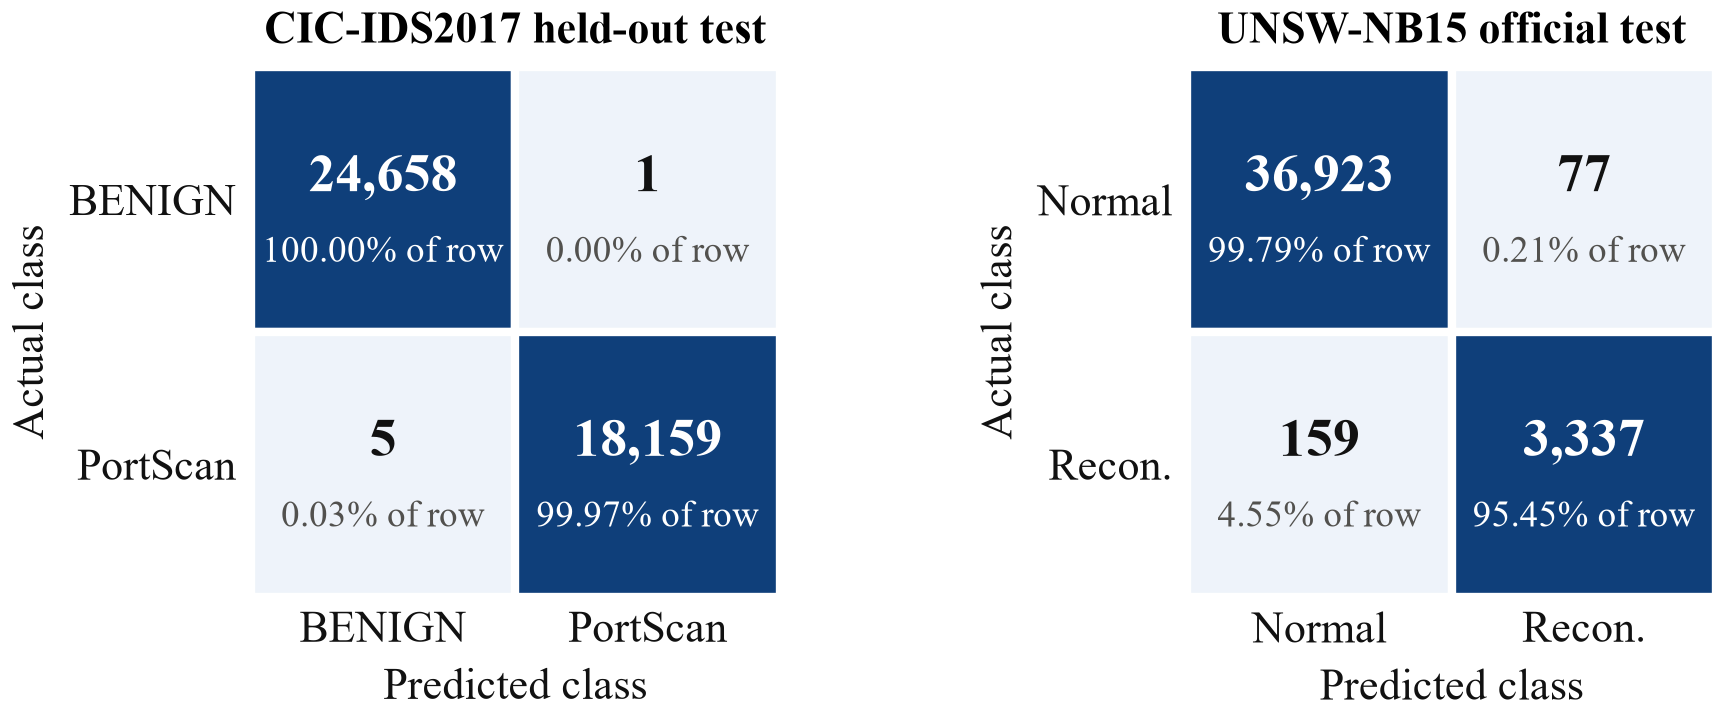 CIC-IDS2017 held-out test
Actual class
BENIGN
24,658
100.00% of row
1
0.00% of row
PortScan
5
0.03% of row
18,159
99.97% of row
BENIGN
PortScan
Predicted class
UNSW-NB15 official test
Actual class
Normal
36,923
99.79% of row
77
0.21% of row
Recon.
159
4.55% of row
3,337
95.45% of row
Normal
Recon.
Predicted class